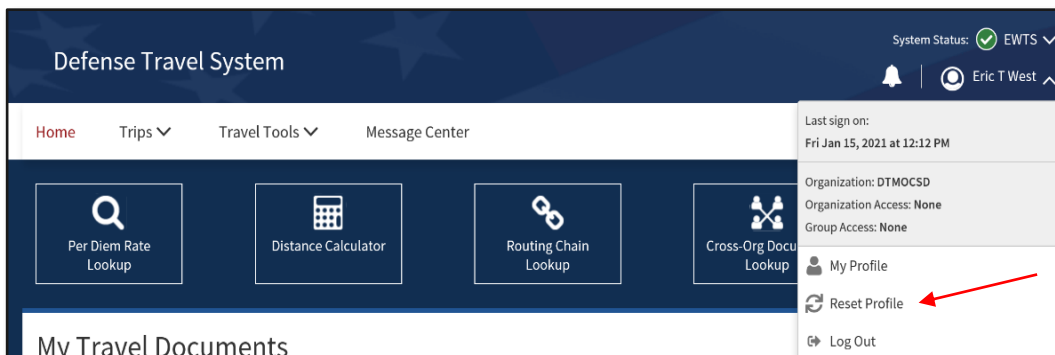 System Status: EWTS
Defense Travel System
Eric T West
Home Trips Travel Tools Message Center
Last sign on:
Fri Jan 15, 2021 at 12:12 PM
Organization: DTMOCSD
Organization Access: None
Group Access: None
Per Diem Rate
Lookup
Distance Calculator
Routing Chain
Lookup
Cross-Org Docu
Lookup
My Profile
Reset Profile
Log Out
My Travel Documents